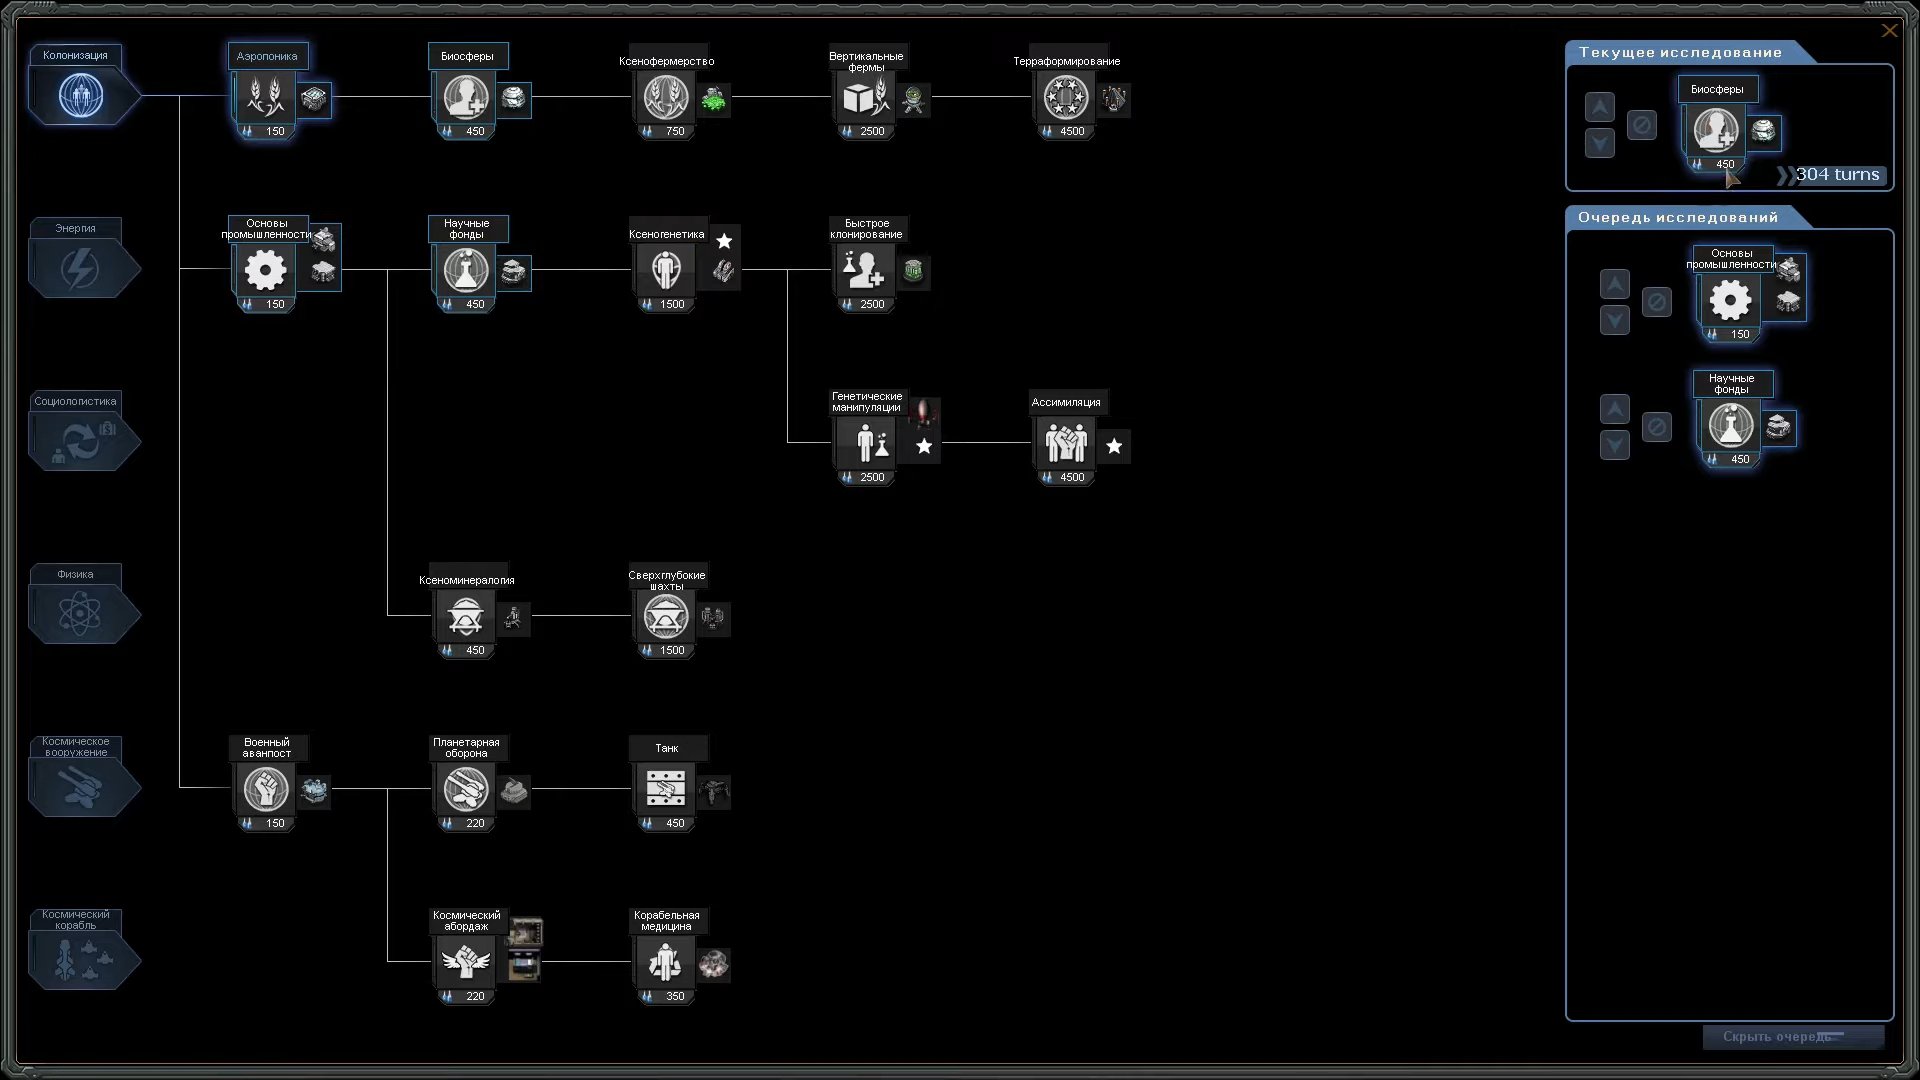 Колонизация
Аэропоника
150
Биосферы
450
Ксенофермерство
750
Вертикальные
фермы
2500
Терраформирование
4500
Энергия
Основы
промышленности
150
Научные
фонды
450
Ксеногенетика
1500
Быстрое
клонирование
2500
Социологистика
Генетические
манипуляции
2500
Ассимиляция
4500
Физика
Ксеноминералогия
450
Сверхглубокие
шахты
1500
Космическое
вооружение
Военный
аванпост
150
Планетарная
оборона
220
Танк
450
Космический
корабль
Космический
абордаж
220
Корабельная
медицина
350
Текущее исследование
Биосферы
450
304 turns
Очередь исследований
Основы
промышленности
150
Научные
фонды
450
Скрыть очередь